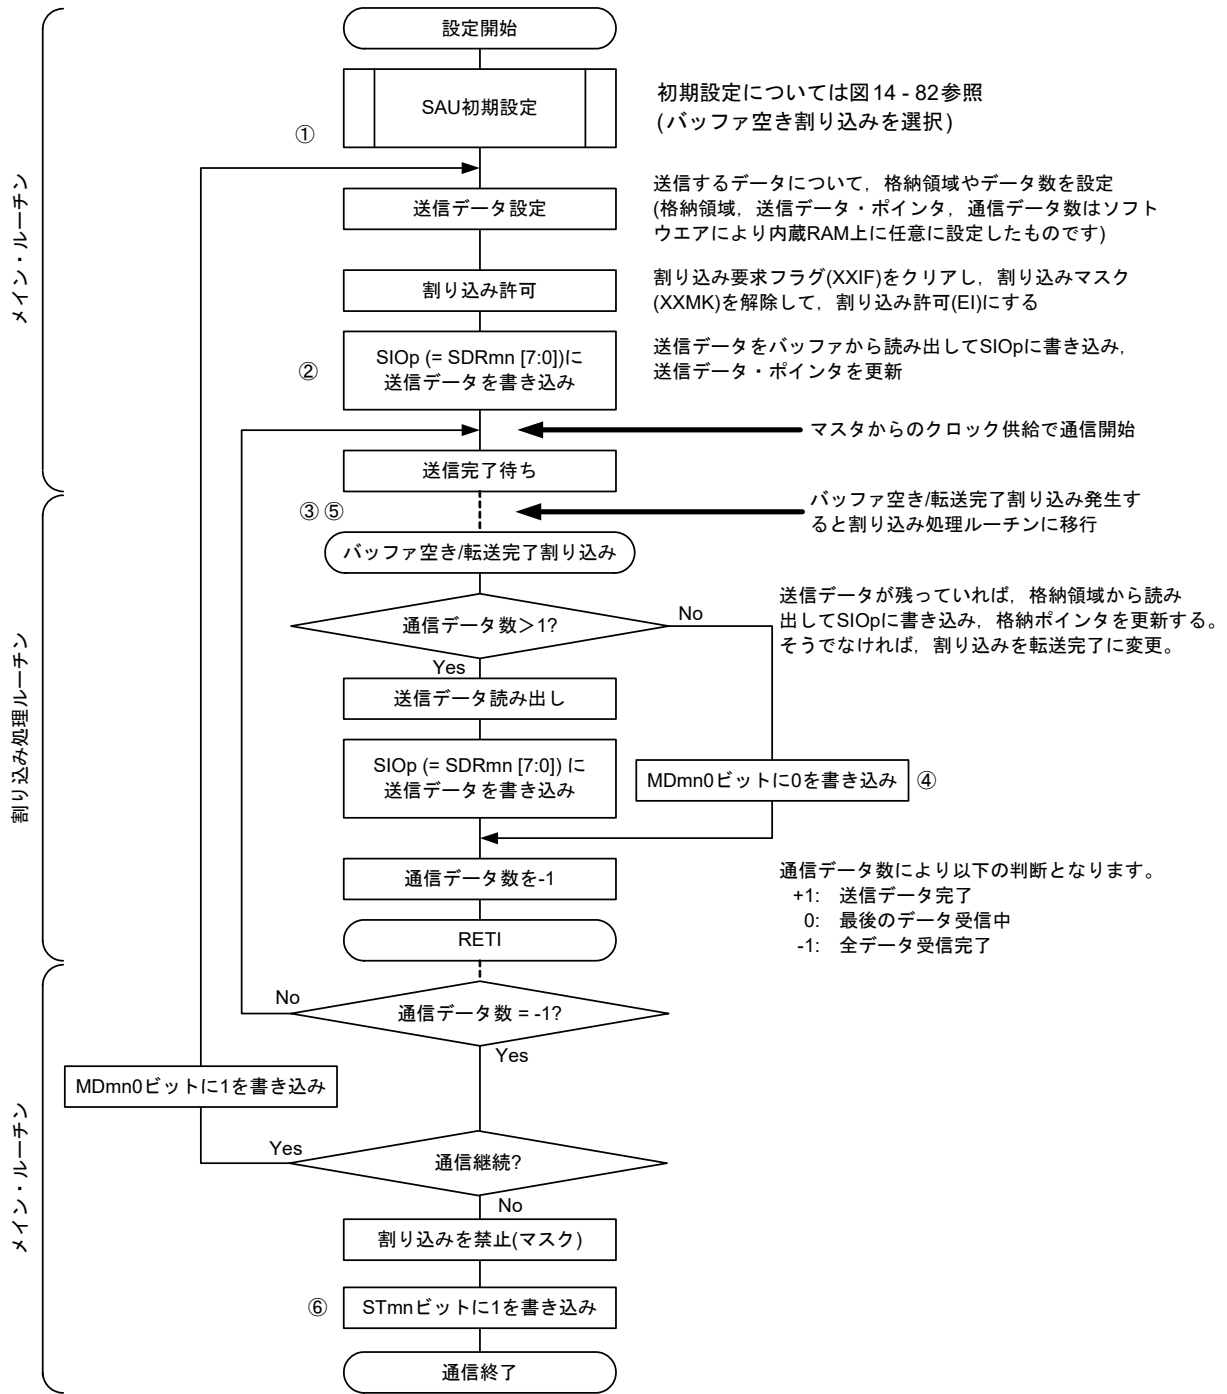 メイン・ルーチン
設定開始
SAU初期設定
初期設定については図14 - 82参照
(バッファ空き割り込みを選択)
①
送信データ設定
送信するデータについて，格納領域やデータ数を設定
(格納領域，送信データ・ポインタ，通信データ数はソフト
ウエアにより内蔵RAM上に任意に設定したものです)
割り込み許可
割り込み要求フラグ(XXIF)をクリアし，割り込みマスク
(XXMK)を解除して，割り込み許可(EI)にする
②
SIOp (= SDRmn [7:0])に
送信データを書き込み
送信データをバッファから読み出してSIOpに書き込み，
送信データ・ポインタを更新
マスタからのクロック供給で通信開始
送信完了待ち
③⑤
バッファ空き/転送完了割り込み発生す
ると割り込み処理ルーチンに移行
割り込み処理ルーチン
バッファ空き/転送完了割り込み
通信データ数＞1?
No
Yes
送信データが残っていれば，格納領域から読み
出してSIOpに書き込み，格納ポインタを更新する。
そうでなければ，割り込みを転送完了に変更。
送信データ読み出し
SIOp (= SDRmn [7:0]) に
送信データを書き込み
MDmn0ビットに0を書き込み
④
通信データ数を-1
通信データ数により以下の判断となります。
+1: 送信データ完了
0: 最後のデータ受信中
-1: 全データ受信完了
RETI
メイン・ルーチン
通信データ数 = -1?
No
Yes
MDmn0ビットに1を書き込み
通信継続?
Yes
No
割り込みを禁止(マスク)
⑥
STmnビットに1を書き込み
通信終了